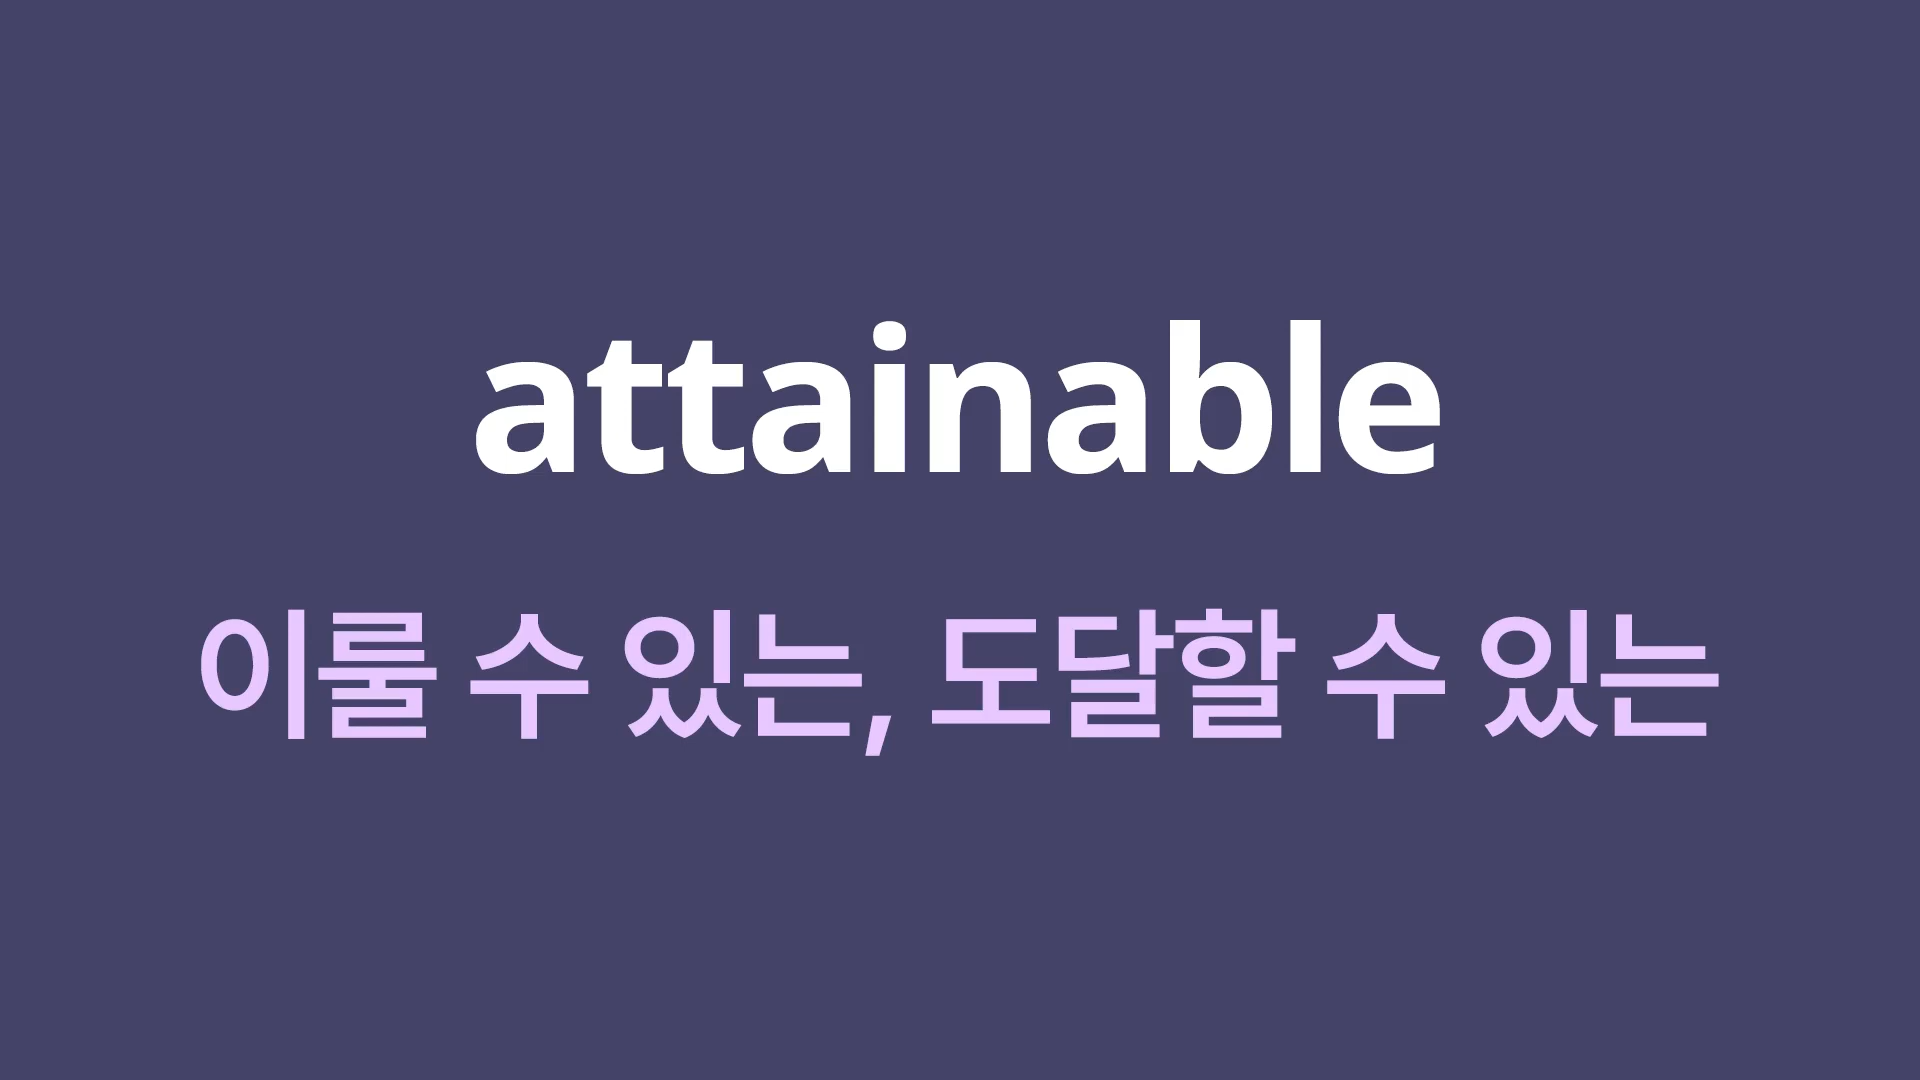 attainable
이룰 수 있는, 도달할 수 있는